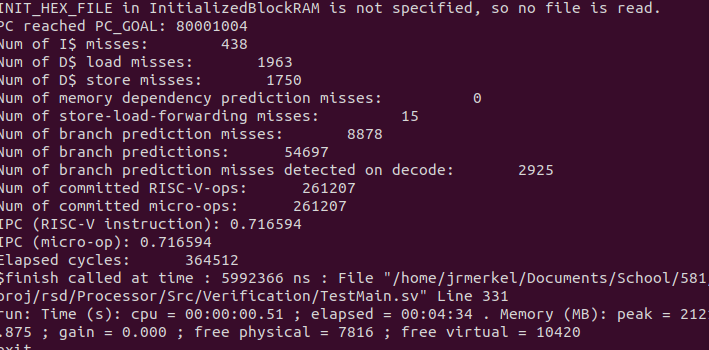 INIT_HEX_FILE in InitializedBlockRAM is not specified, so no file is read.
PC reached PC_GOAL: 80001004
Num of I$ misses:         438
Num of D$ load misses:        1963
Num of D$ store misses:        1750
Num of memory dependency prediction misses:           0
Num of store-load-forwarding misses:          15
Num of branch prediction misses:        8878
Num of branch predictions:       54697
Num of branch prediction misses detected on decode:        2925
Num of committed RISC-V-ops:       261207
Num of committed micro-ops:       261207
IPC (RISC-V instruction): 0.716594
IPC (micro-op): 0.716594
Elapsed cycles:       364512
$finish called at time : 5992366 ns : File "/home/jrmerkel/Documents/School/581
proj/rsd/Processor/Src/Verification/TestMain.sv" Line 331
run: Time (s): cpu = 00:00:00.51 ; elapsed = 00:04:34 . Memory (MB): peak = 212
.875 ; gain = 0.000 ; free physical = 7816 ; free virtual = 10420
exit